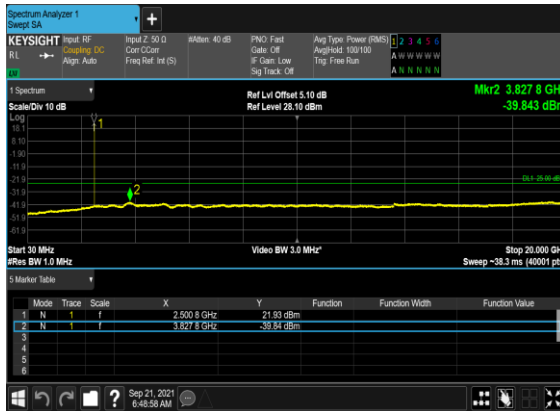 Spectrum Analyzer 1
Swept SA
KEYSIGHT Input: RF Input Z: 50 Ω #Atten: 40 dB PNO: Fast Avg Type: Power (RMS) 1 2 3 4 5 6
RL Coupling: DC Corr CCorr Gate: Off Avg|Hold: 100/100 A W W W W W
Align: Auto Freq Ref: Int (S) IF Gain: Low Trig: Free Run
Sig Track: Off A N N N N N
1 Spectrum
Scale/Div 10 dB Ref Lvl Offset 5.10 dB Mkr2 3.827 8 GHz
Ref Level 28.10 dBm -39.843 dBm
Log
18.1
8.10
-1.90
-11.9
-21.9
-31.9
-41.9
-51.9
-61.9
1
2
Start 30 MHz Video BW 3.0 MHz* Stop 20.000 GH
#Res BW 1.0 MHz Sweep ~38.3 ms (40001 pt
5 Marker Table
Mode Trace Scale X Y Function Function Width Function Value
1 N 1 f 2.500 8 GHz 21.93 dBm
2 N 1 f 3.827 8 GHz -39.84 dBm
3
4
5
6
? Sep 21, 2021
6:48:58 AM